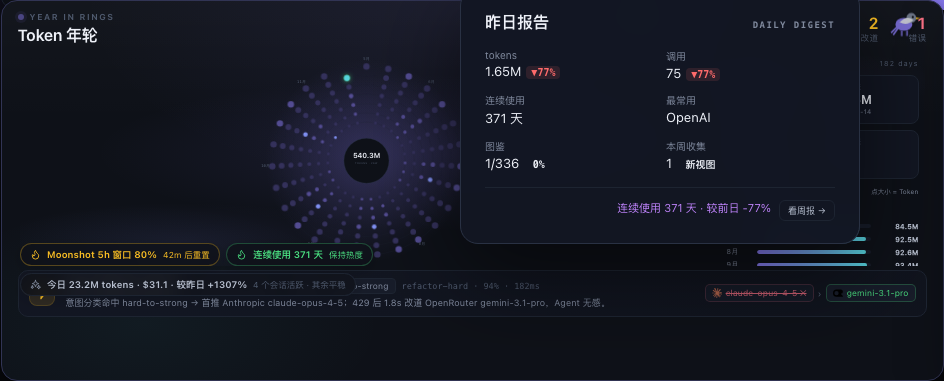 YEAR IN RINGS
Token 年轮
540.3M
昨日报告
DAILY DIGEST
tokens
1.65M ▼77%
调用
75 ▼77%
连续使用
371 天
最常用
OpenAI
图鉴
1/336 0%
本周收集
1 新视图
连续使用 371 天 · 较前日 -77%
看周报 →
2
改道
1
错误
182 days
M
-14
点大小 = Token
84.5M
92.5M
8月
92.6M
9月
93.4M
Moonshot 5h 窗口 80% 42m 后重置
连续使用 371 天 保持热度
今日 23.2M tokens · $31.1 · 较昨日 +1307% 4 个会话活跃 · 其余平稳
o-strong refactor-hard · 94% · 182ms
意图分类命中 hard-to-strong → 首推 Anthropic claude-opus-4-5；429 后 1.8s 改道 OpenRouter gemini-3.1-pro，Agent 无感。
claude-opus-4-5 ✕ › gemini-3.1-pro